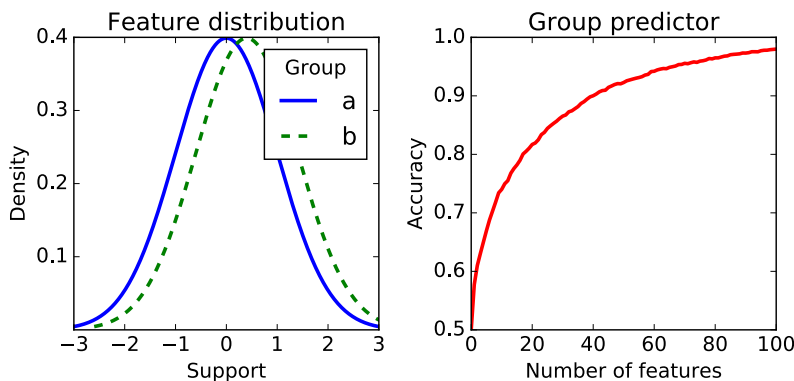 Feature distribution
0.4
0.3
0.2
0.1
Density
−3 −2 −1 0 1 2 3
Support
Group
a
b
Group predictor
1.0
0.9
0.8
0.7
0.6
0.5
Accuracy
0 20 40 60 80 100
Number of features